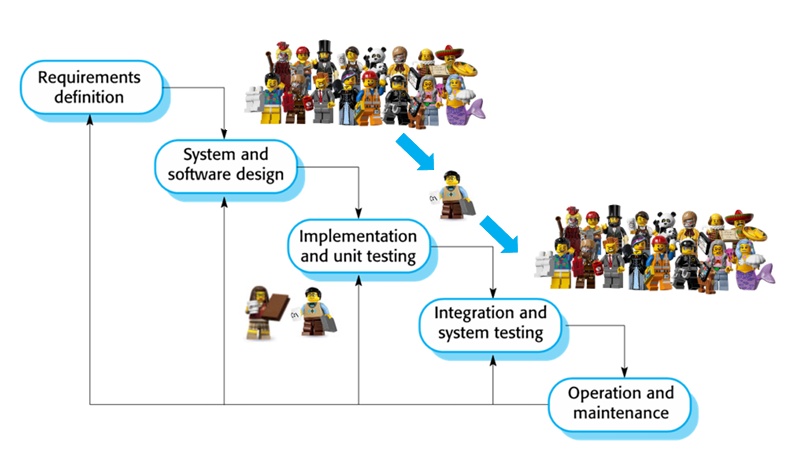 Requirements
definition
System and
software design
Implementation
and unit testing
Integration and
system testing
Operation and
maintenance